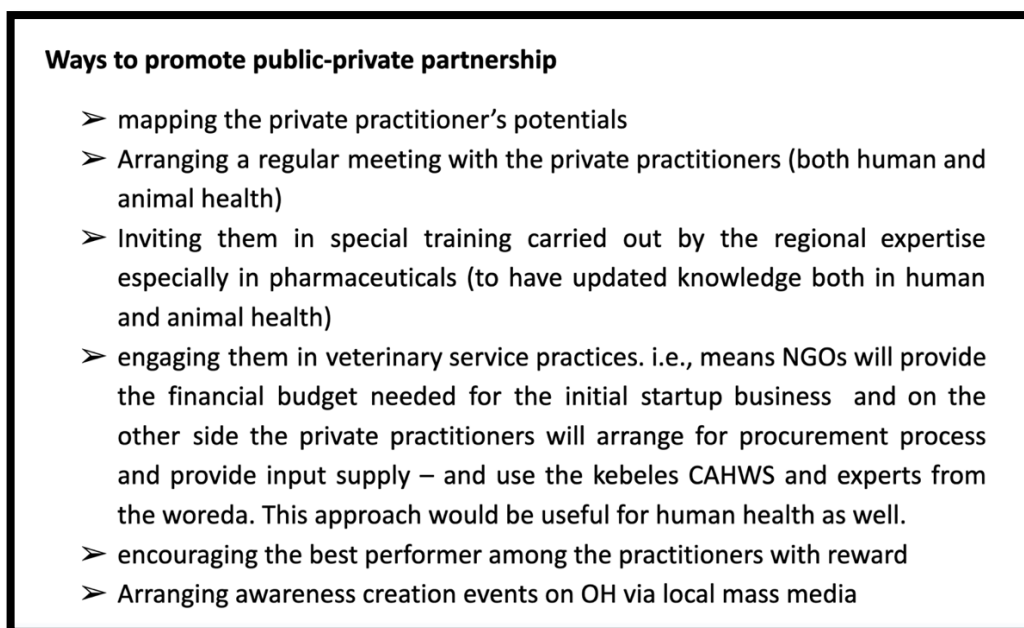 Ways to promote public-private partnership
➢ mapping the private practitioner's potentials
➢ Arranging a regular meeting with the private practitioners (both human and
animal health)
➢ Inviting them in special training carried out by the regional expertise
especially in pharmaceuticals (to have updated knowledge both in human
and animal health)
➢ engaging them in veterinary service practices. i.e., means NGOs will provide
the financial budget needed for the initial startup business and on the
other side the private practitioners will arrange for procurement process
and provide input supply – and use the kebeles CAHWS and experts from
the woreda. This approach would be useful for human health as well.
➢ encouraging the best performer among the practitioners with reward
➢ Arranging awareness creation events on OH via local mass media